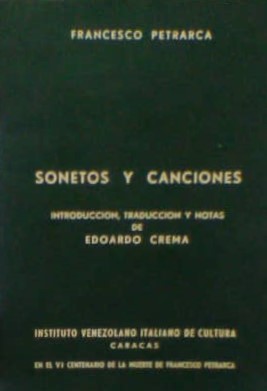 FRANCESCO PETRARCA
SONETOS Y CANCIONES
INTRODUCCION, TRADUCCION Y NOTAS
DE
EDOARDO CREMA
INSTITUTO VENEZOLANO ITALIANO DE CULTURA
CARACAS
EN EL VI CENTENARIO DE LA MUERTE DE FRANCESCO PETRARCA